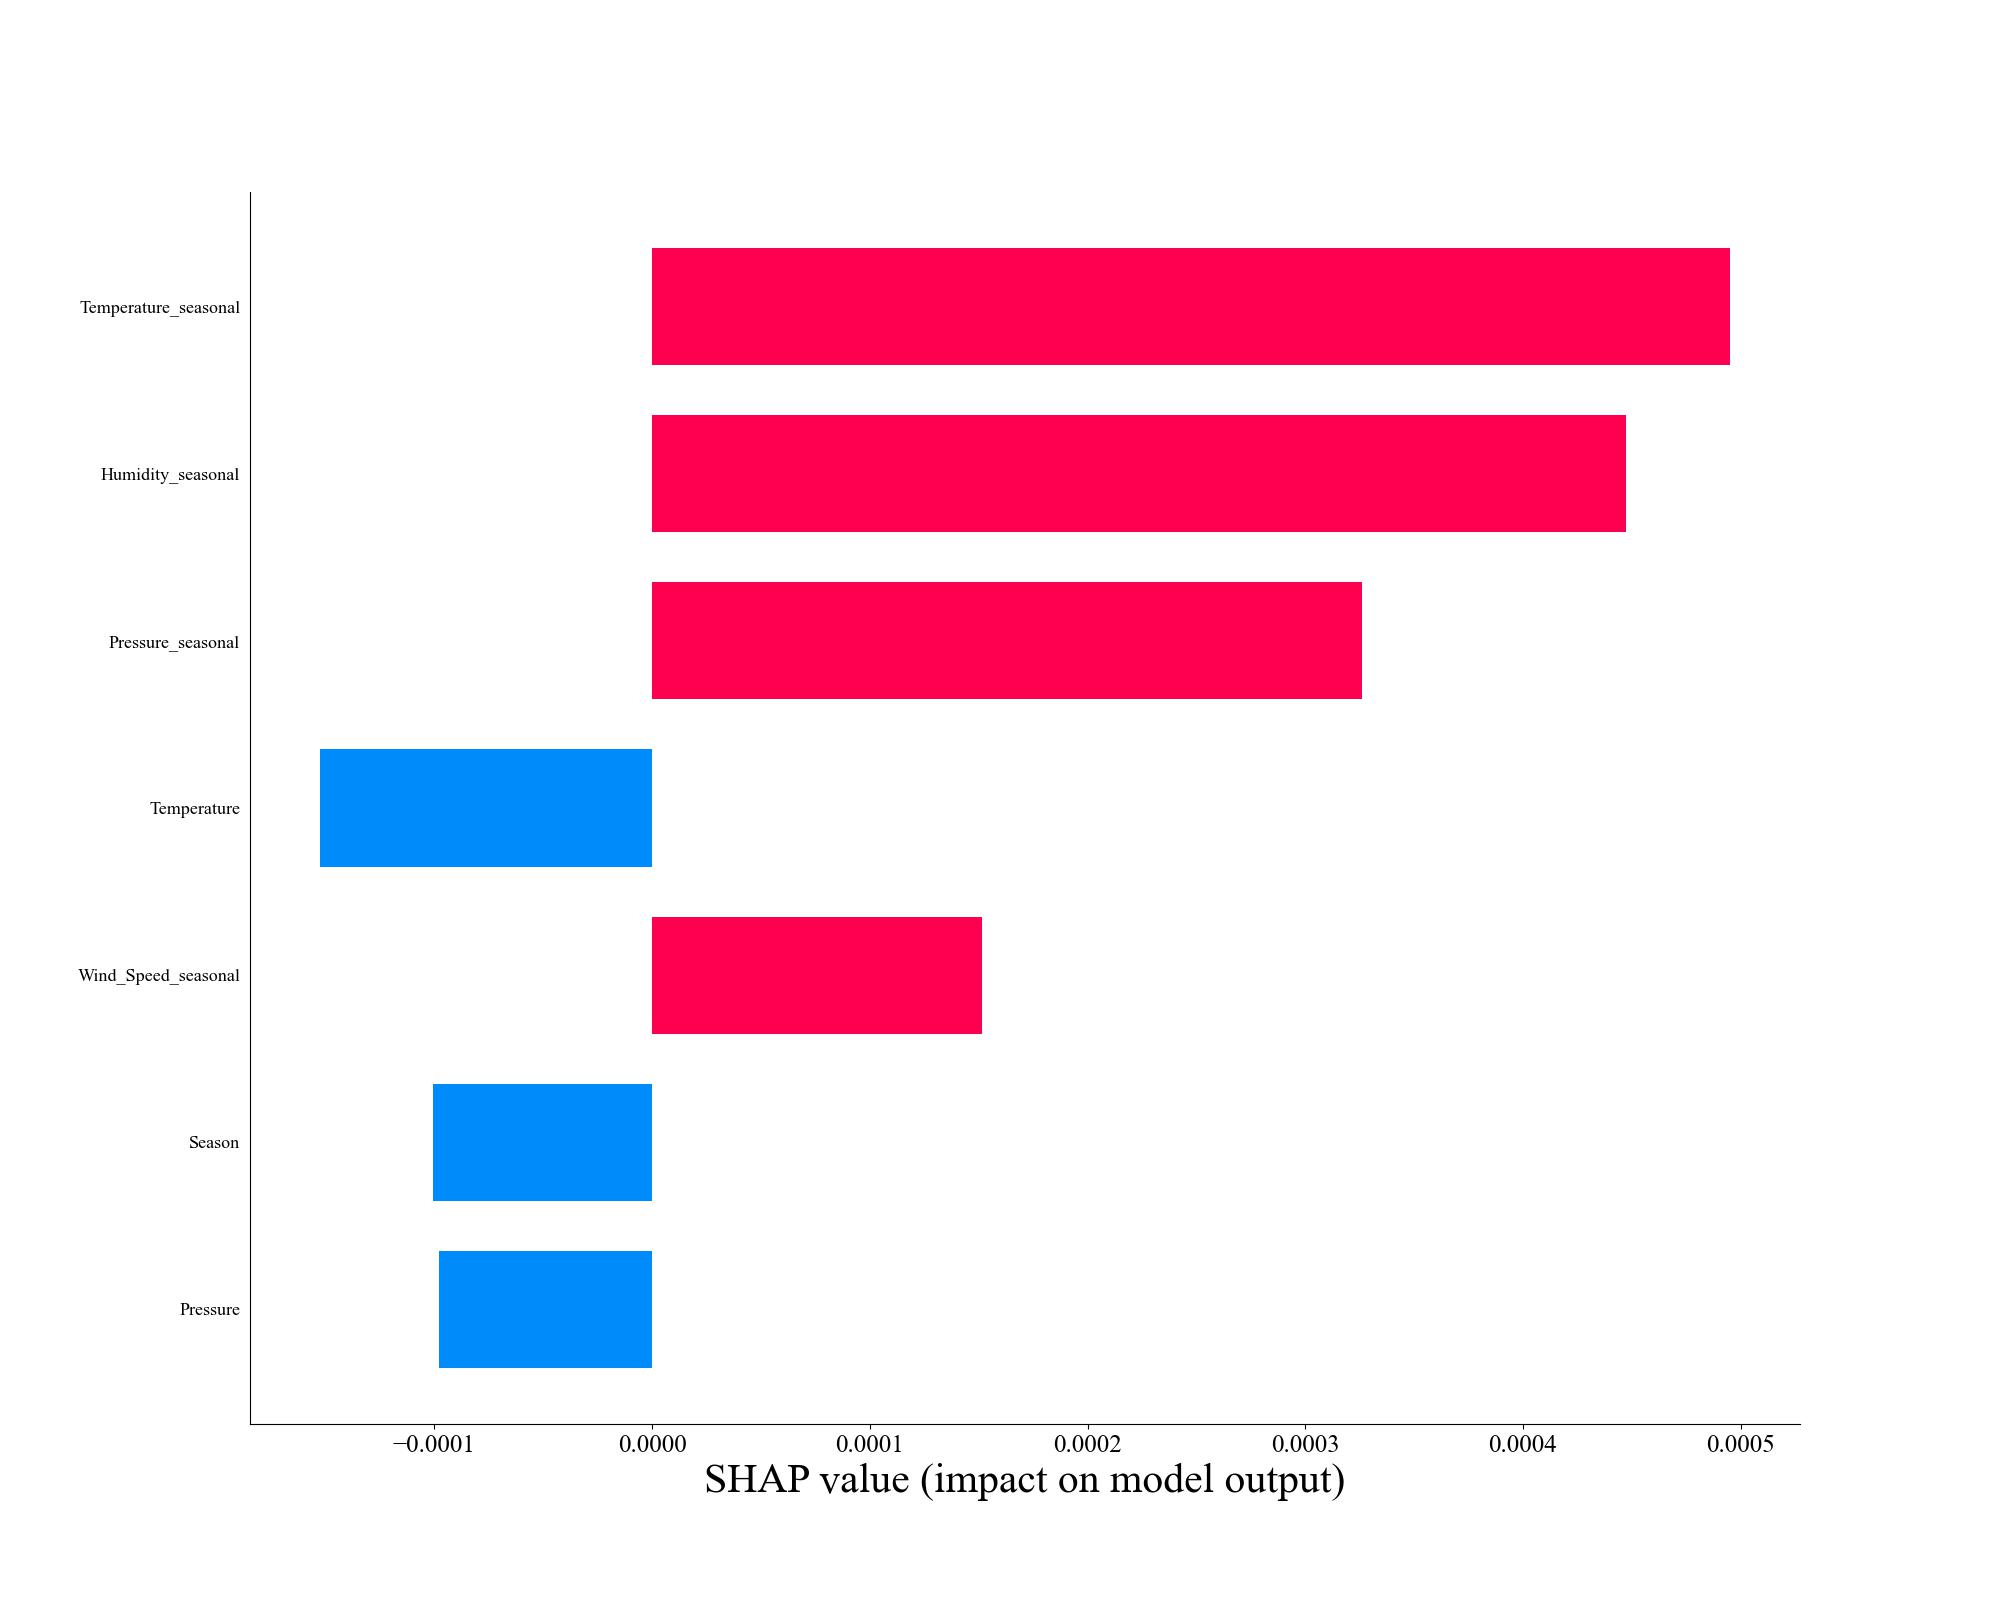 Temperature_seasonal
Humidity_seasonal
Pressure_seasonal
Temperature
Wind_Speed_seasonal
Season
Pressure
−0.0001 0.0000 0.0001 0.0002 0.0003 0.0004 0.0005
SHAP value (impact on model output)